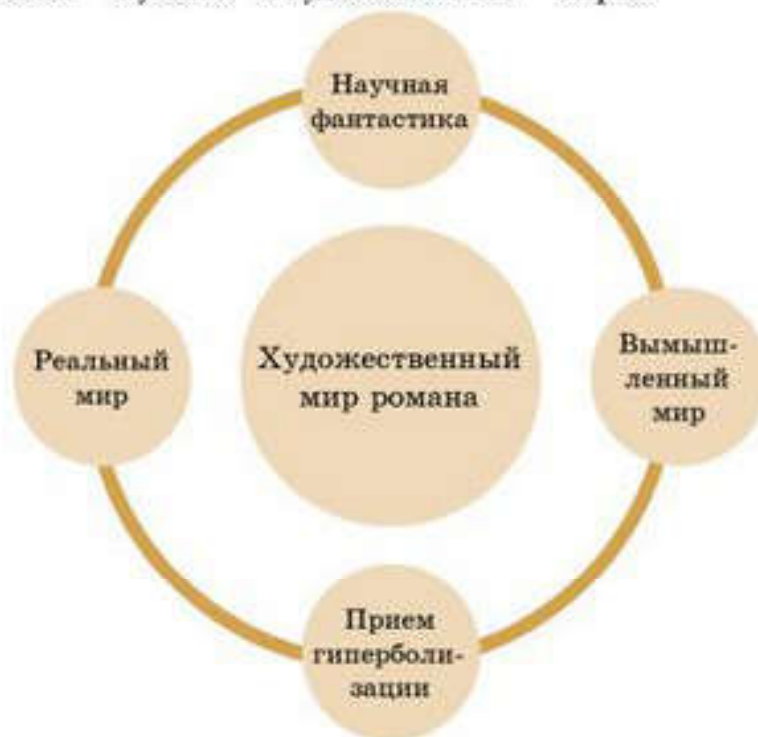 Научная
фантастика
Реальный
мир
Художественный
мир романа
Вымыш-
ленный
мир
Прием
гиперболи-
зации